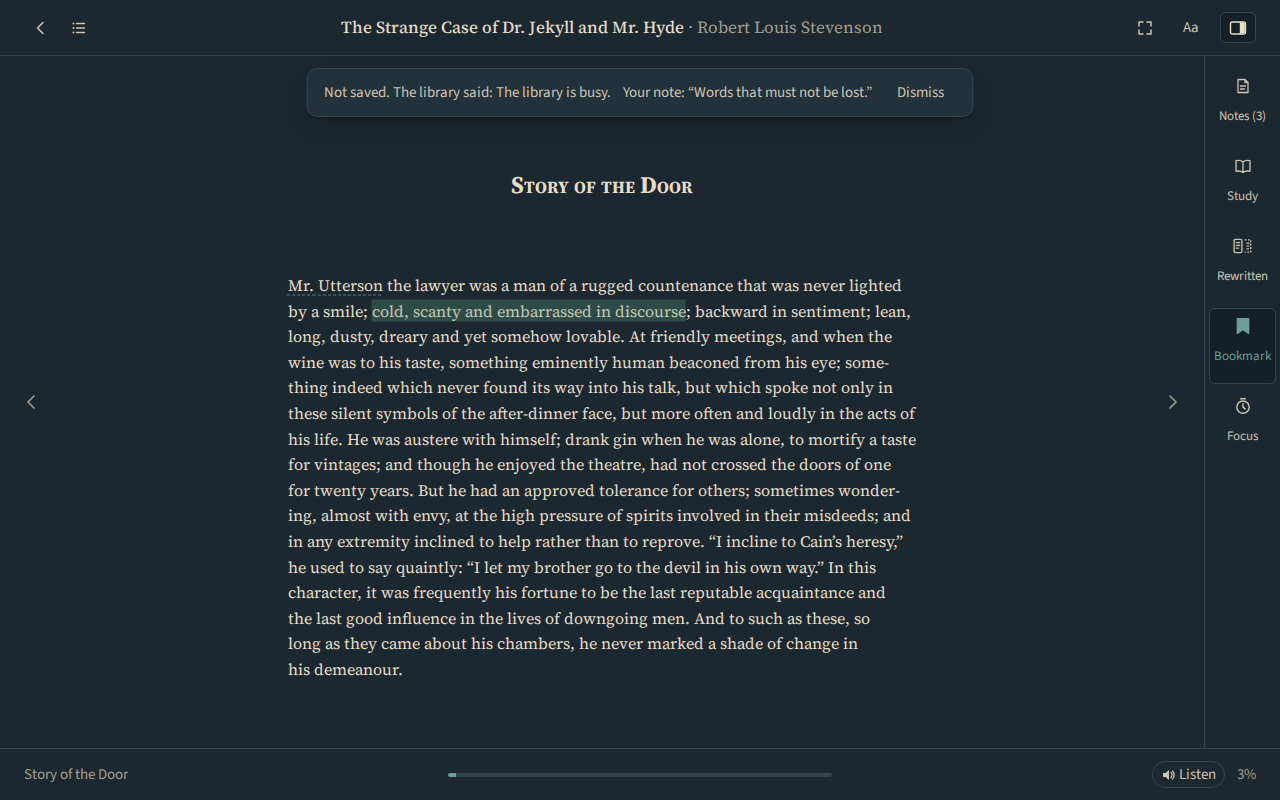 The Strange Case of Dr. Jekyll and Mr. Hyde · Robert Louis Stevenson
Aa
Not saved. The library said: The library is busy. Your note: “Words that must not be lost.” Dismiss
Notes (3)
Study
Rewritten
Bookmark
Focus
Story of the Door
Mr. Utterson the lawyer was a man of a rugged countenance that was never lighted
by a smile; cold, scanty and embarrassed in discourse; backward in sentiment; lean,
long, dusty, dreary and yet somehow lovable. At friendly meetings, and when the
wine was to his taste, something eminently human beaconed from his eye; some-
thing indeed which never found its way into his talk, but which spoke not only in
these silent symbols of the after-dinner face, but more often and loudly in the acts of
his life. He was austere with himself; drank gin when he was alone, to mortify a taste
for vintages; and though he enjoyed the theatre, had not crossed the doors of one
for twenty years. But he had an approved tolerance for others; sometimes wonder-
ing, almost with envy, at the high pressure of spirits involved in their misdeeds; and
in any extremity inclined to help rather than to reprove. “I incline to Cain’s heresy,”
he used to say quaintly: “I let my brother go to the devil in his own way.” In this
character, it was frequently his fortune to be the last reputable acquaintance and
the last good influence in the lives of downgoing men. And to such as these, so
long as they came about his chambers, he never marked a shade of change in
his demeanour.
Story of the Door
Listen
3%